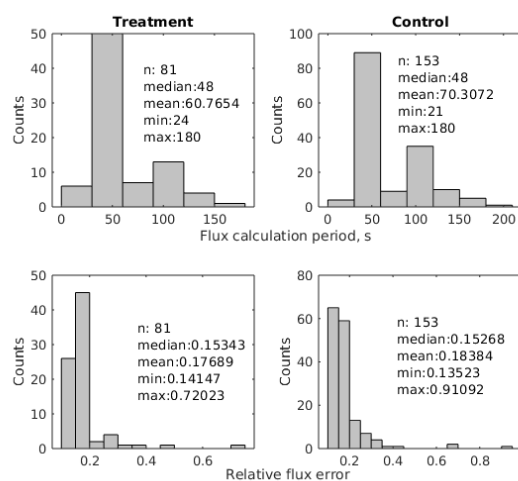 Treatment
Control
50
40
30
20
10
0
Counts
n: 81
median:48
mean:60.7654
min:24
max:180
0
50
100
150
100
80
60
40
20
0
Counts
n: 153
median:48
mean:70.3072
min:21
max:180
0
50
100
150
200
Flux calculation period, s
50
40
30
20
10
0
Counts
n: 81
median:0.15343
mean:0.17689
min:0.14147
max:0.72023
0.2
0.4
0.6
80
60
40
20
0
Counts
n: 153
median:0.15268
mean:0.18384
min:0.13523
max:0.91092
0.2
0.4
0.6
0.8
Relative flux error